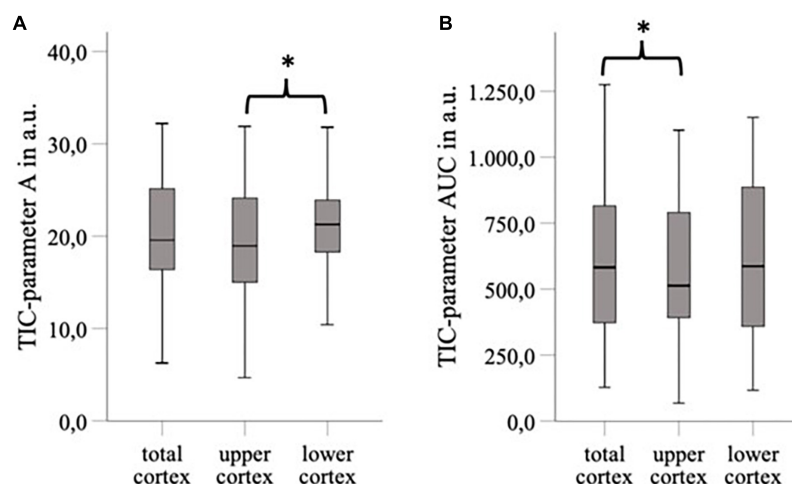 A
TIC-parameter A in a.u.
40,0
30,0
20,0
10,0
0,0
*
total
cortex
upper
cortex
lower
cortex
B
TIC-parameter AUC in a.u.
1.250,0
1.000,0
750,0
500,0
250,0
0,0
*
total
cortex
upper
cortex
lower
cortex